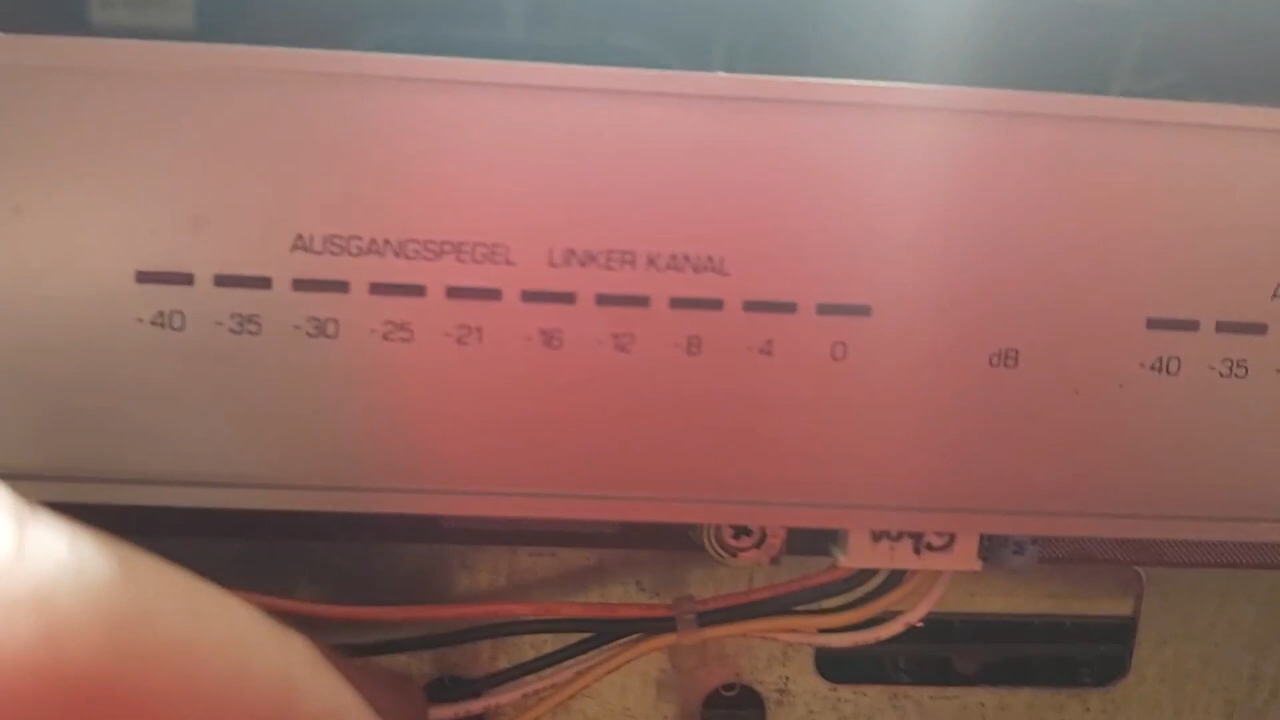 AUSGANGSPEGEL LINKER KANAL
-40 -35 -30 -25 -21 -16 -12 -8 -4 0 dB
-40 -35